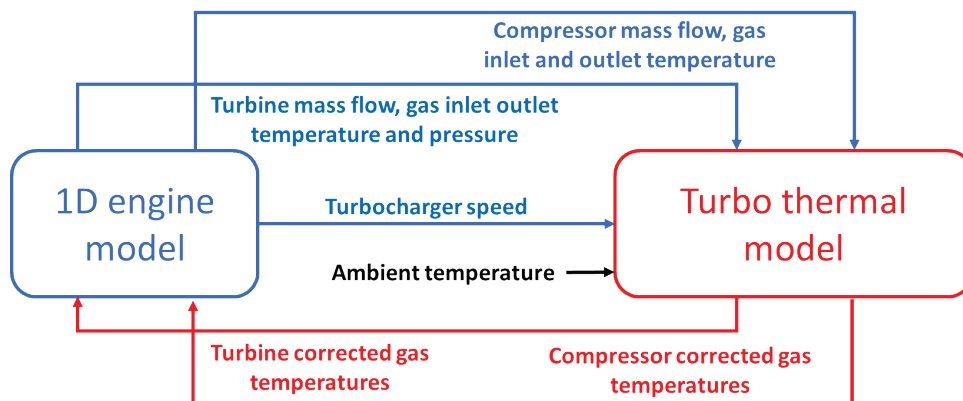 Compressor mass flow, gas
inlet and outlet temperature
Turbine mass flow, gas inlet outlet
temperature and pressure
1D engine
model
Turbocharger speed
Turbo thermal
model
Ambient temperature
Turbine corrected gas
temperatures
Compressor corrected gas
temperatures